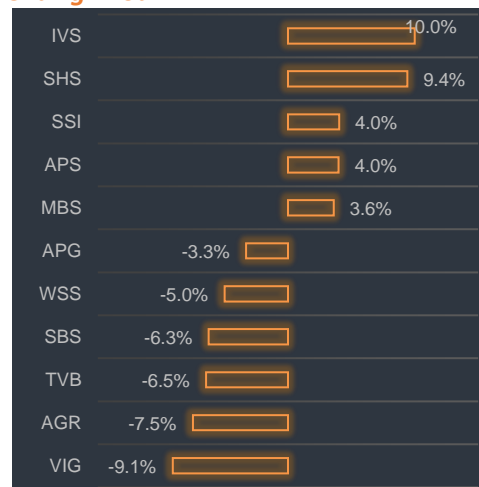 IVS 10.0%
SHS 9.4%
SSI 4.0%
APS 4.0%
MBS 3.6%
APG -3.3%
WSS -5.0%
SBS -6.3%
TVB -6.5%
AGR -7.5%
VIG -9.1%